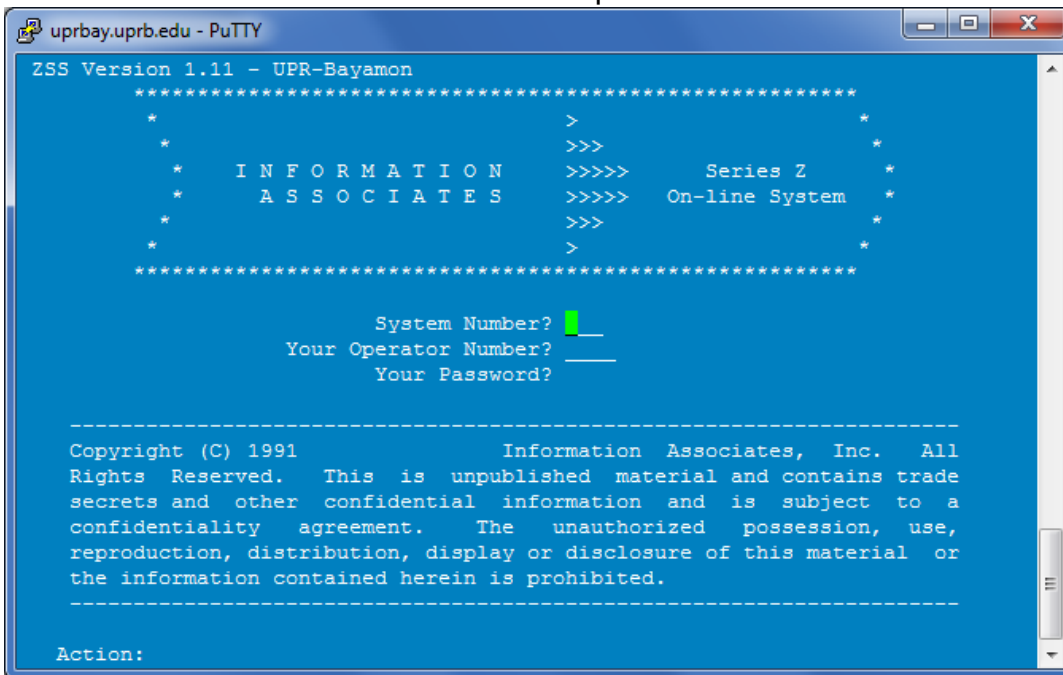 uprbay.uprb.edu - PuTTY
ZSS Version 1.11 - UPR-Bayamon
*********************************************************
* > *
* >>> *
* I N F O R M A T I O N >>>>> Series Z *
* A S S O C I A T E S >>>>> On-line System *
* >>> *
* > *
*********************************************************
System Number? ___
Your Operator Number? ____
Your Password?
----------------------------------------------------------------------
Copyright (C) 1991 Information Associates, Inc. All
Rights Reserved. This is unpublished material and contains trade
secrets and other confidential information and is subject to a
confidentiality agreement. The unauthorized possession, use,
reproduction, distribution, display or disclosure of this material or
the information contained herein is prohibited.
----------------------------------------------------------------------
Action: